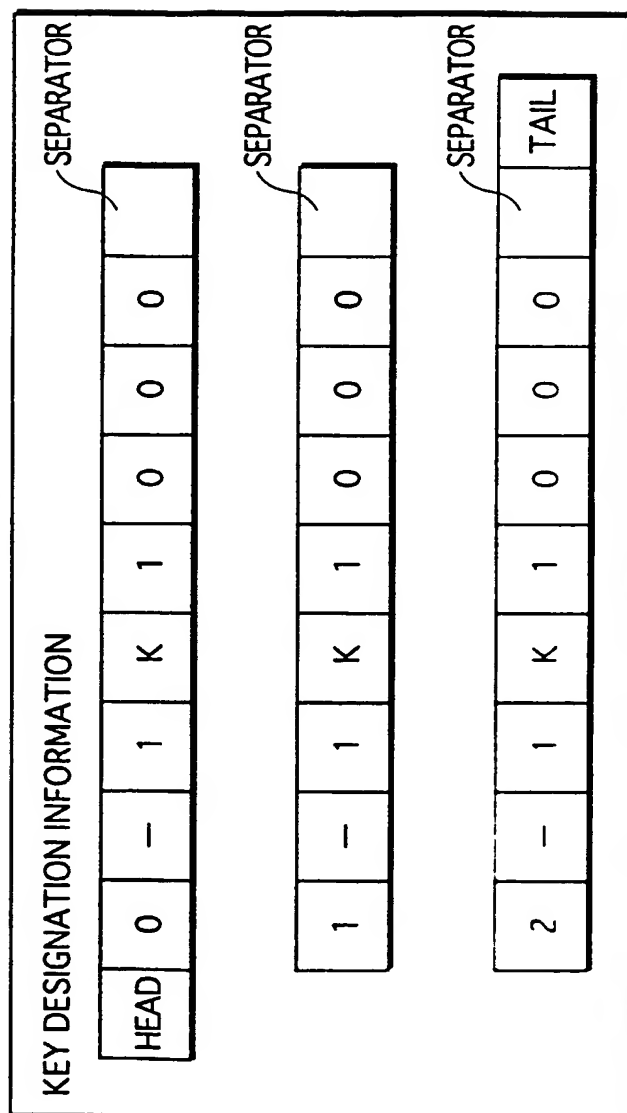 KEY DESIGNATION INFORMATION
SEPARATOR
HEAD 0 – 1 K 1 0 0 0
SEPARATOR
1 – 1 K 1 0 0 0
SEPARATOR
2 – 1 K 1 0 0 0 TAIL